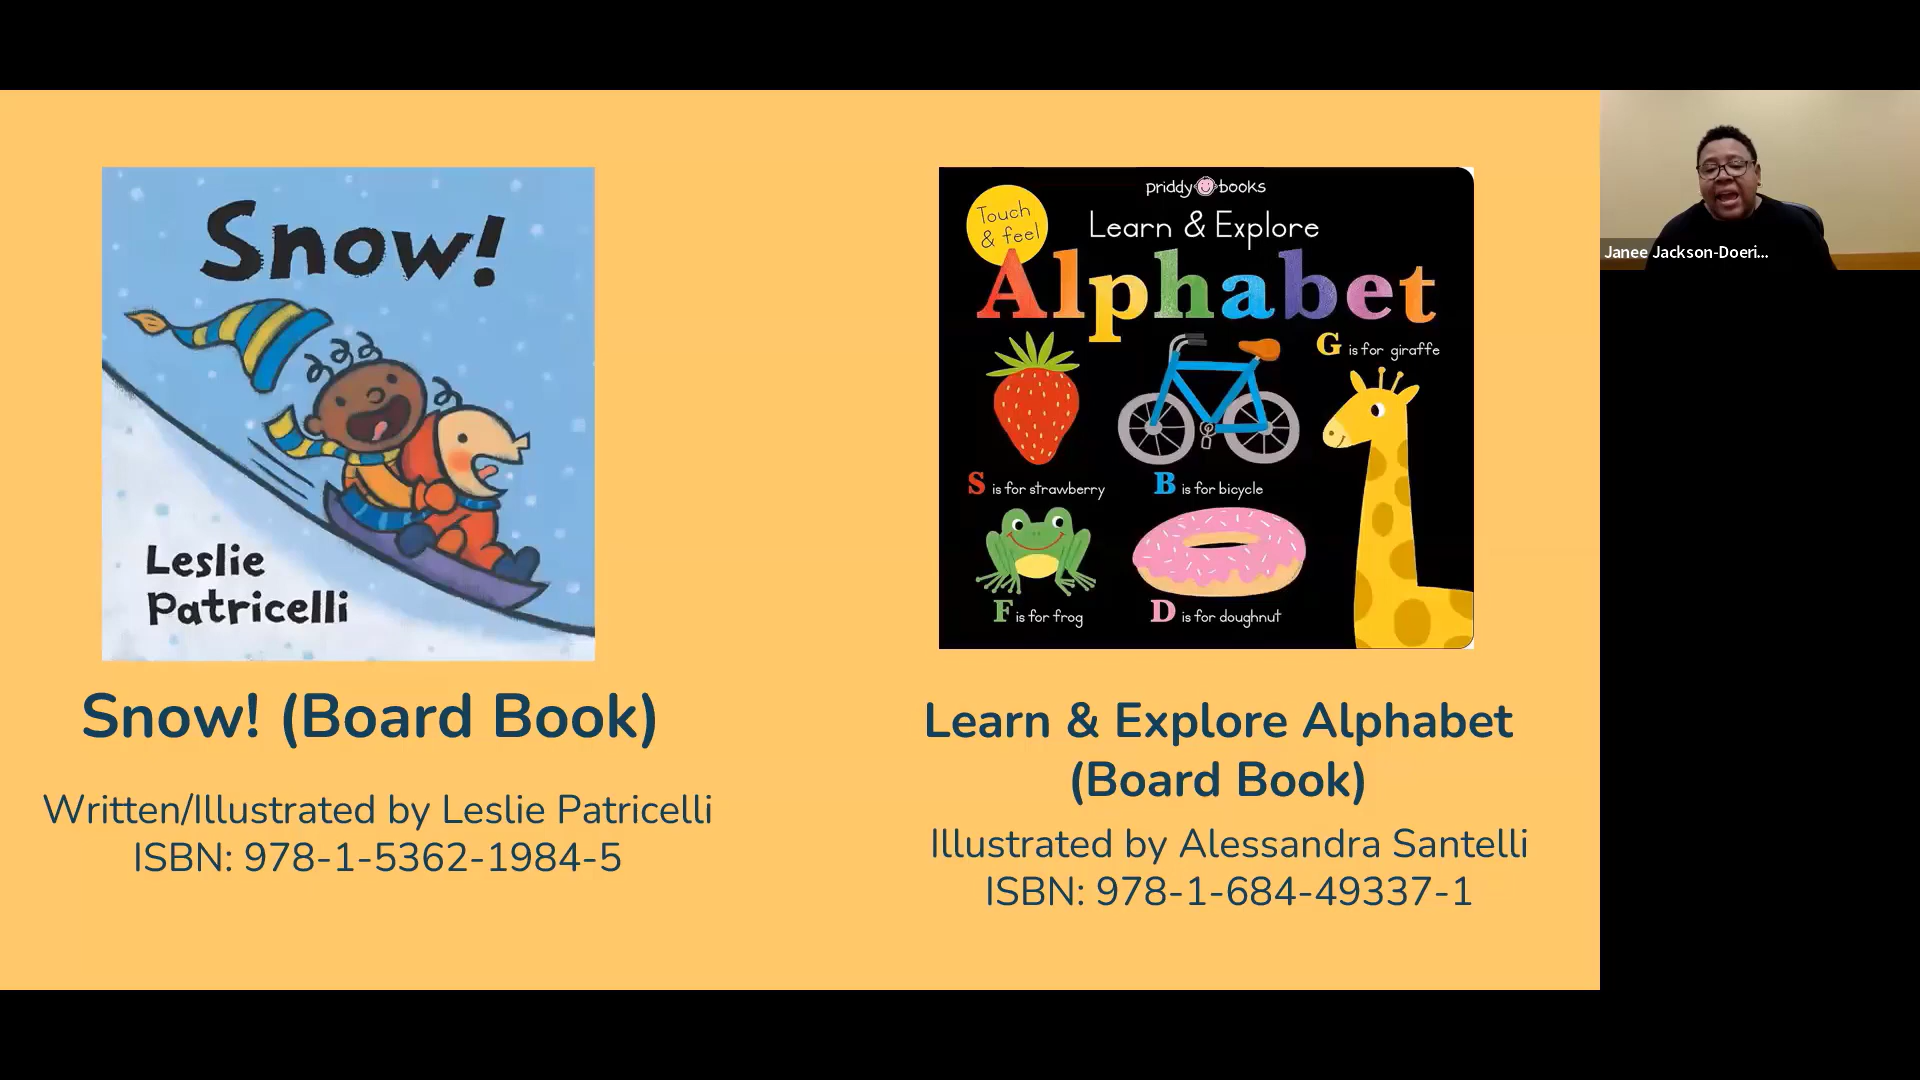 Snow!
Leslie
Patricelli
Snow! (Board Book)
Written/Illustrated by Leslie Patricelli
ISBN: 978-1-5362-1984-5
priddy books
Touch
& feel
Learn & Explore
Alphabet
G is for giraffe
S is for strawberry
B is for bicycle
F is for frog
D is for doughnut
Learn & Explore Alphabet
(Board Book)
Illustrated by Alessandra Santelli
ISBN: 978-1-684-49337-1
Janee Jackson-Doeri...